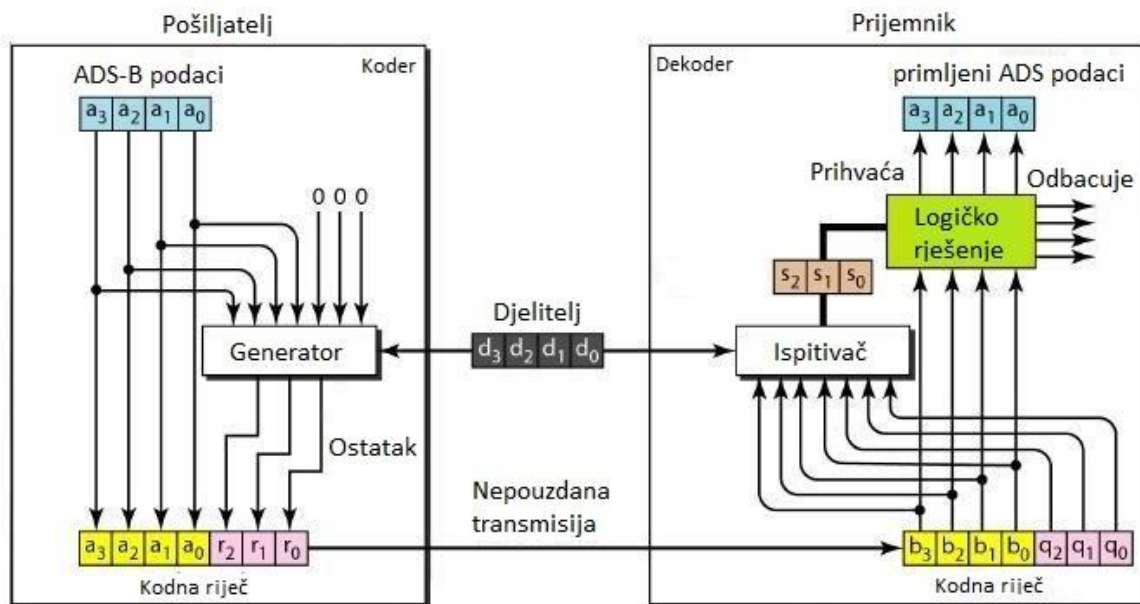 Pošiljatelj
Koder
ADS-B podaci
a3 a2 a1 a0
0 0 0
Generator
Ostatak
a3 a2 a1 a0 r2 r1 r0
Kodna riječ
Djelitelj
d3 d2 d1 d0
Nepouzdana
transmisija
Prijemnik
Dekoder
primljeni ADS podaci
a3 a2 a1 a0
Prihvaća
Odbacuje
Logičko
rješenje
s2 s1 s0
Ispitivač
b3 b2 b1 b0 q2 q1 q0
Kodna riječ